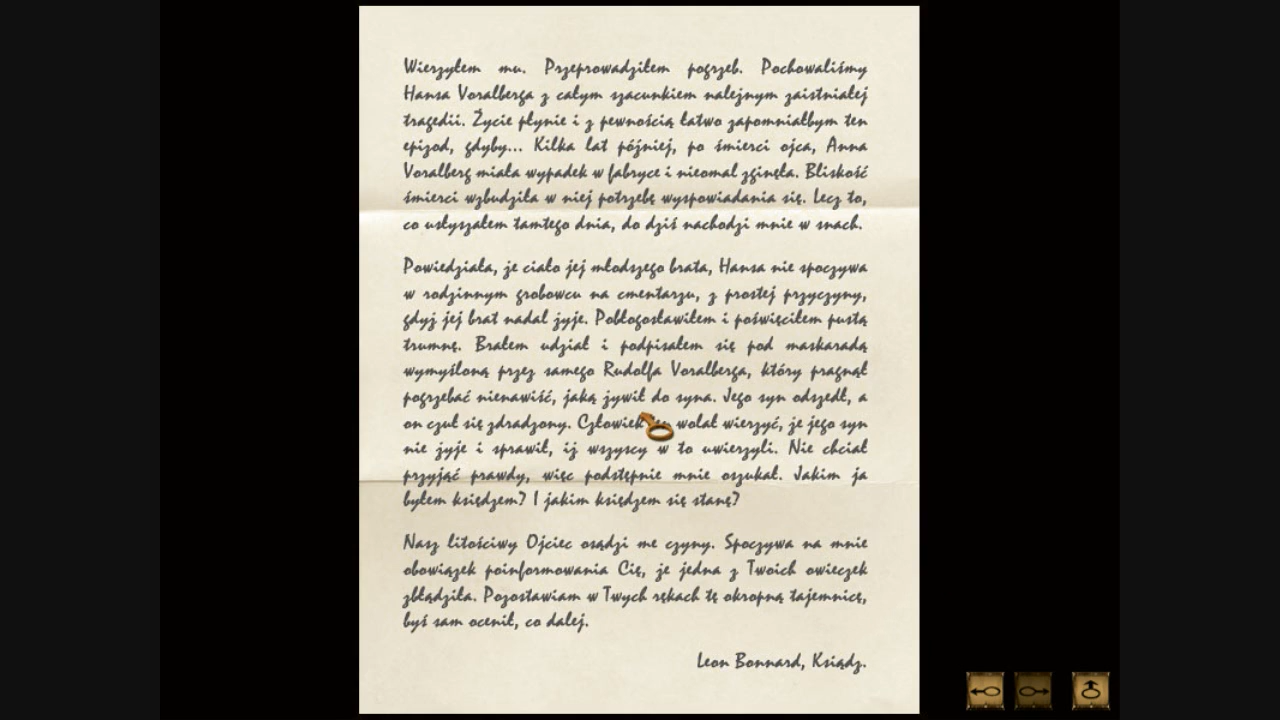 Wierzyłem mu. Przeprowadziłem pogrzeb. Pochowaliśmy
Hansa Voralberga z całym szacunkiem należnym zaistniałej
tragedii. Życie płynie i z pewnością łatwo zapomniałbym ten
epizod, gdyby... Kilka lat później, po śmierci ojca, Anna
Voralberg miała wypadek w fabryce i nieomal zginęła. Bliskość
śmierci wzbudziła w niej potrzebę wyspowiadania się. Lecz to,
co usłyszałem tamtego dnia, do dziś nachodzi mnie w snach.
Powiedziała, że ciało jej młodszego brata, Hansa nie spoczywa
w rodzinnym grobowcu na cmentarzu, z prostej przyczyny,
gdyż jej brat nadal żyje. Pobłogosławiłem i poświęciłem pustą
trumnę. Brałem udział i podpisałem się pod maskaradą
wymyśloną przez samego Rudolfa Voralberga, który pragnął
pogrzebać nienawiść, jaką żywił do syna. Jego syn odszedł, a
on czuł się zdradzony. Człowiek wolał wierzyć, że jego syn
nie żyje i sprawił, iż wszyscy w to uwierzyli. Nie chciał
przyjąć prawdy, więc podstępnie mnie oszukał. Jakim ja
byłem księdzem? I jakim księdzem się stanę?
Nasz litościwy Ojciec osądzi me czyny. Spoczywa na mnie
obowiązek poinformowania Cię, że jedna z Twoich owieczek
zbłądziła. Pozostawiam w Twych rękach tę okropną tajemnicę,
byś sam ocenił, co dalej.
Leon Bonnard, Ksiądz.